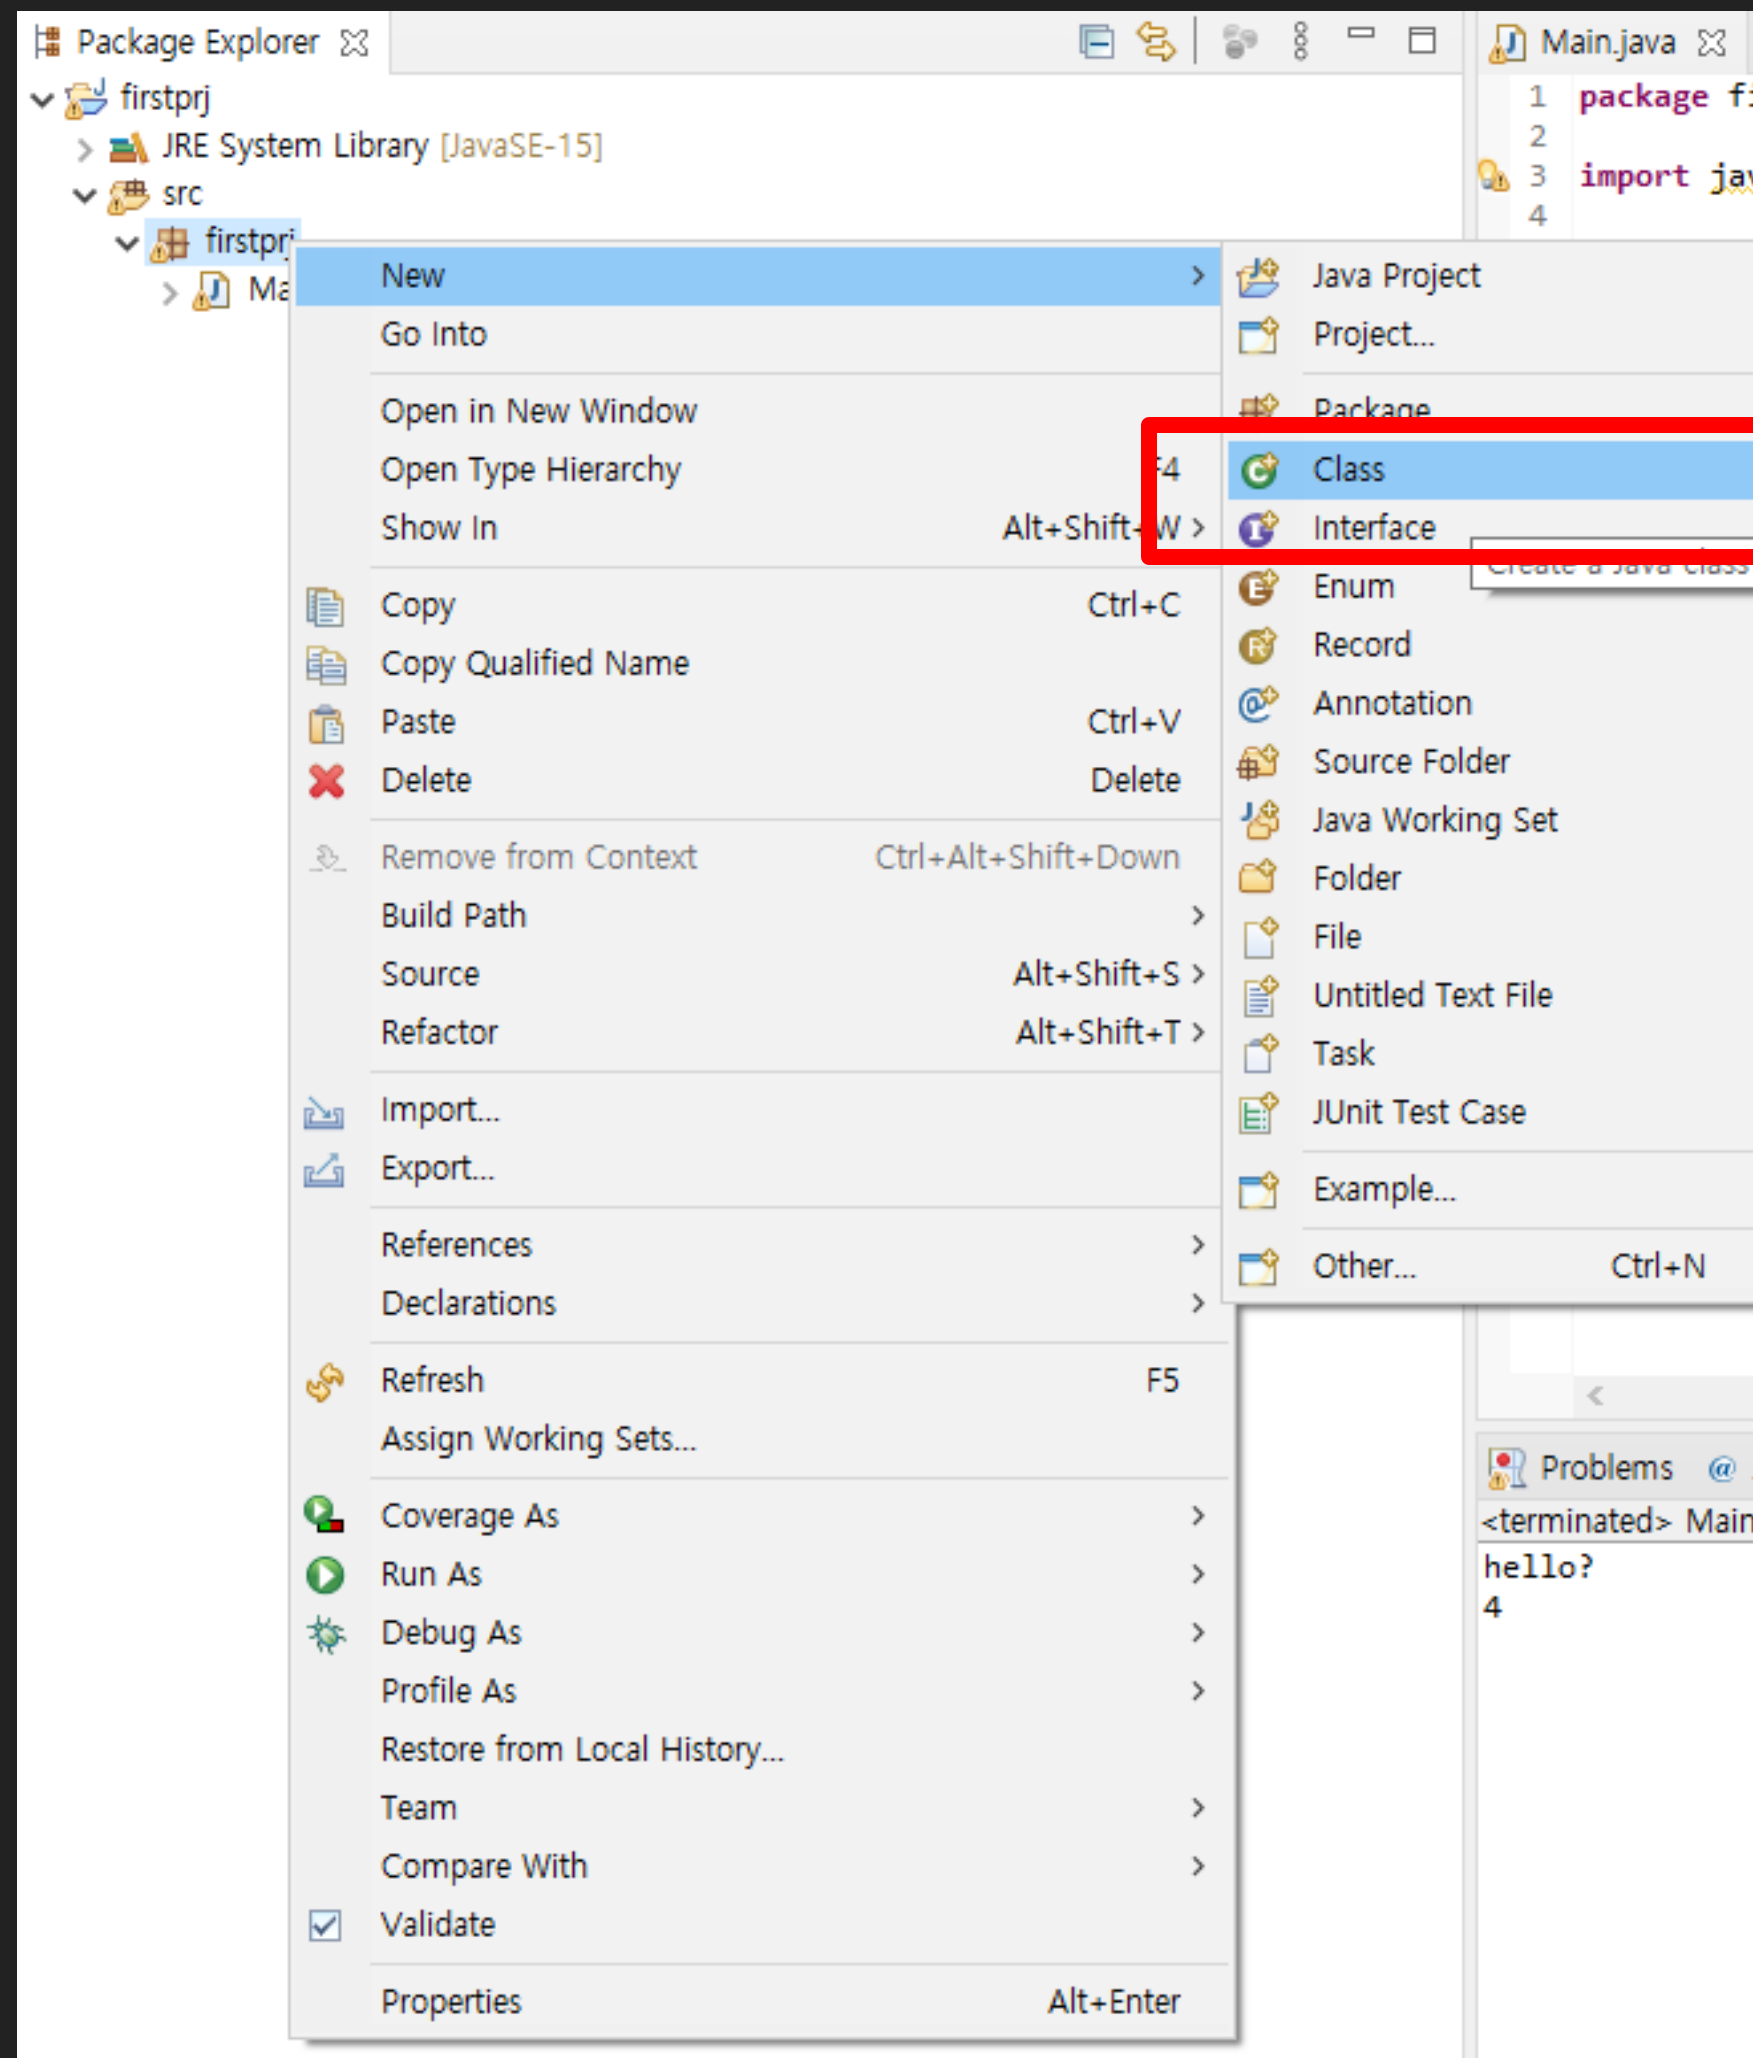 Package Explorer
firstprj
JRE System Library [JavaSE-15]
src
firstprj
New
Go Into
Open in New Window
Open Type Hierarchy F4
Show In Alt+Shift+W
Copy Ctrl+C
Copy Qualified Name
Paste Ctrl+V
Delete Delete
Remove from Context Ctrl+Alt+Shift+Down
Build Path
Source Alt+Shift+S
Refactor Alt+Shift+T
Import...
Export...
References
Declarations
Refresh F5
Assign Working Sets...
Coverage As
Run As
Debug As
Profile As
Restore from Local History...
Team
Compare With
Validate
Properties Alt+Enter
Java Project
Project...
Package
Class
Interface
Create a Java class
Enum
Record
Annotation
Source Folder
Java Working Set
Folder
File
Untitled Text File
Task
JUnit Test Case
Example...
Other... Ctrl+N
Main.java
1 package
2
3 import
4
Problems @
<terminated> Main
hello?
4